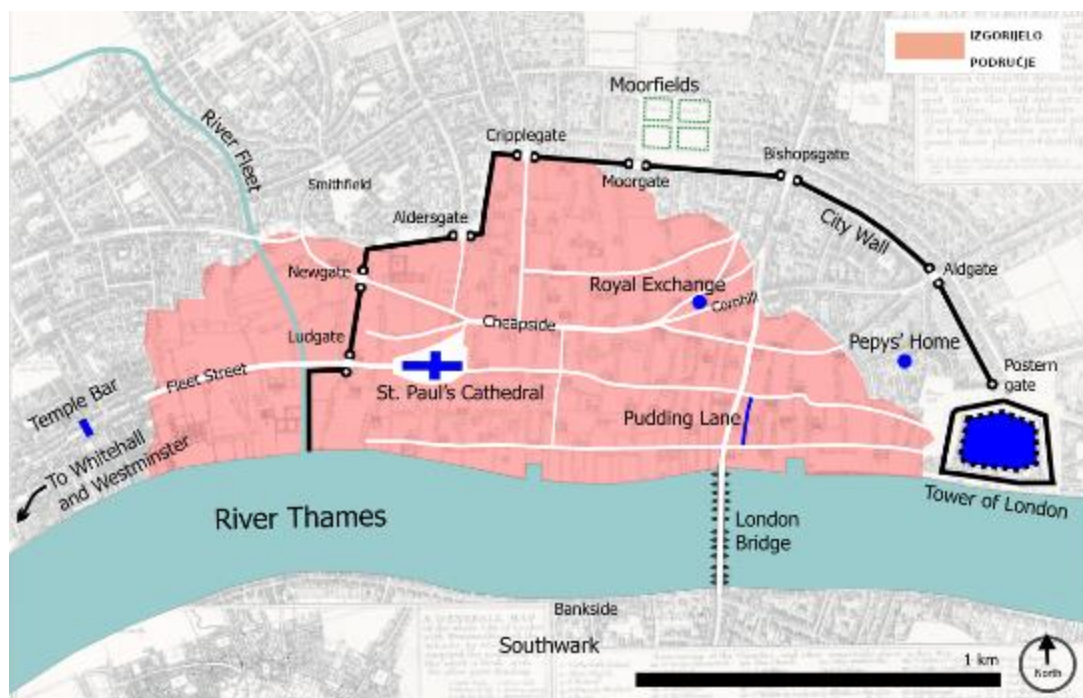 IZGORIJELO
PODRUČJE
Moorfields
Cripplegate
River Fleet
Bishopsgate
Moorgate
Smithfield
Aldersgate
City Wall
Newgate
Aldgate
Royal Exchange
Cornhill
Cheapside
Ludgate
Pepys' Home
Fleet Street
Postern
gate
St. Paul's Cathedral
Temple Bar
Pudding Lane
To Whitehall
and Westminster
Tower of London
River Thames
London
Bridge
Bankside
Southwark
1 km
North